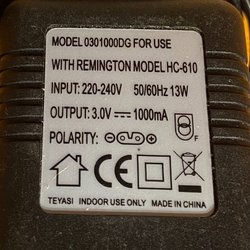 MODEL 0301000DG FOR USE
WITH REMINGTON MODEL HC-610
INPUT: 220-240V 50/60Hz 13W
OUTPUT: 3.0V ⎓ 1000mA
POLARITY:
F
CE
TEYASI INDOOR USE ONLY MADE IN CHINA